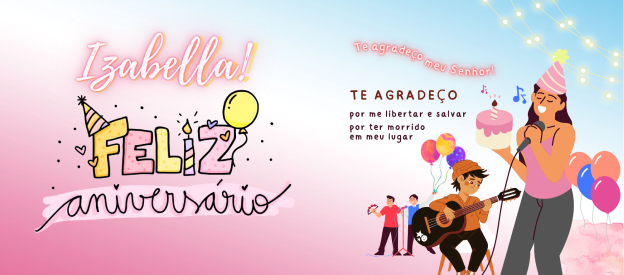 Izabella!
FELIZ
aniversário
Te agradeço meu Senhor!
TE AGRADEÇO
por me libertar e salvar
por ter morrido
em meu lugar